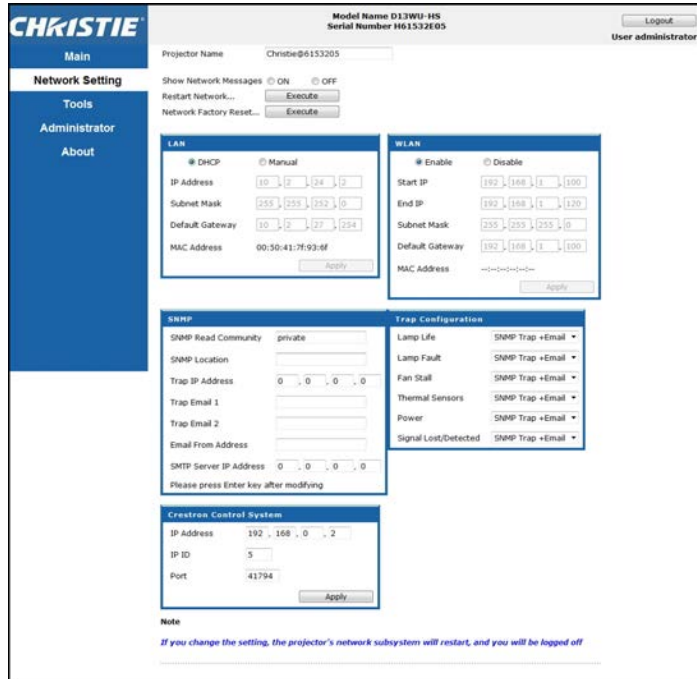 CHRISTIE®
Model Name D13WU-HS
Serial Number H61532E05
Logout
User administrator
Main
Network Setting
Tools
Administrator
About
Projector Name Christie@6153205
Show Network Messages ON OFF
Restart Network... Execute
Network Factory Reset... Execute
LAN
DHCP Manual
IP Address 10 . 2 . 24 . 2
Subnet Mask 255 . 255 . 252 . 0
Default Gateway 10 . 2 . 27 . 254
MAC Address 00:50:41:7f:93:6f
Apply
WLAN
Enable Disable
Start IP 192 . 168 . 1 . 100
End IP 192 . 168 . 1 . 120
Subnet Mask 255 . 255 . 255 . 0
Default Gateway 192 . 168 . 1 . 100
MAC Address --:--:--:--:--:--
Apply
SNMP
SNMP Read Community private
SNMP Location
Trap IP Address 0 . 0 . 0 . 0
Trap Email 1
Trap Email 2
Email From Address
SMTP Server IP Address 0 . 0 . 0 . 0
Please press Enter key after modifying
Trap Configuration
Lamp Life SNMP Trap +Email
Lamp Fault SNMP Trap +Email
Fan Stall SNMP Trap +Email
Thermal Sensors SNMP Trap +Email
Power SNMP Trap +Email
Signal Lost/Detected SNMP Trap +Email
Crestron Control System
IP Address 192 . 168 . 0 . 2
IP ID 5
Port 41794
Apply
Note
If you change the setting, the projector's network subsystem will restart, and you will be logged off